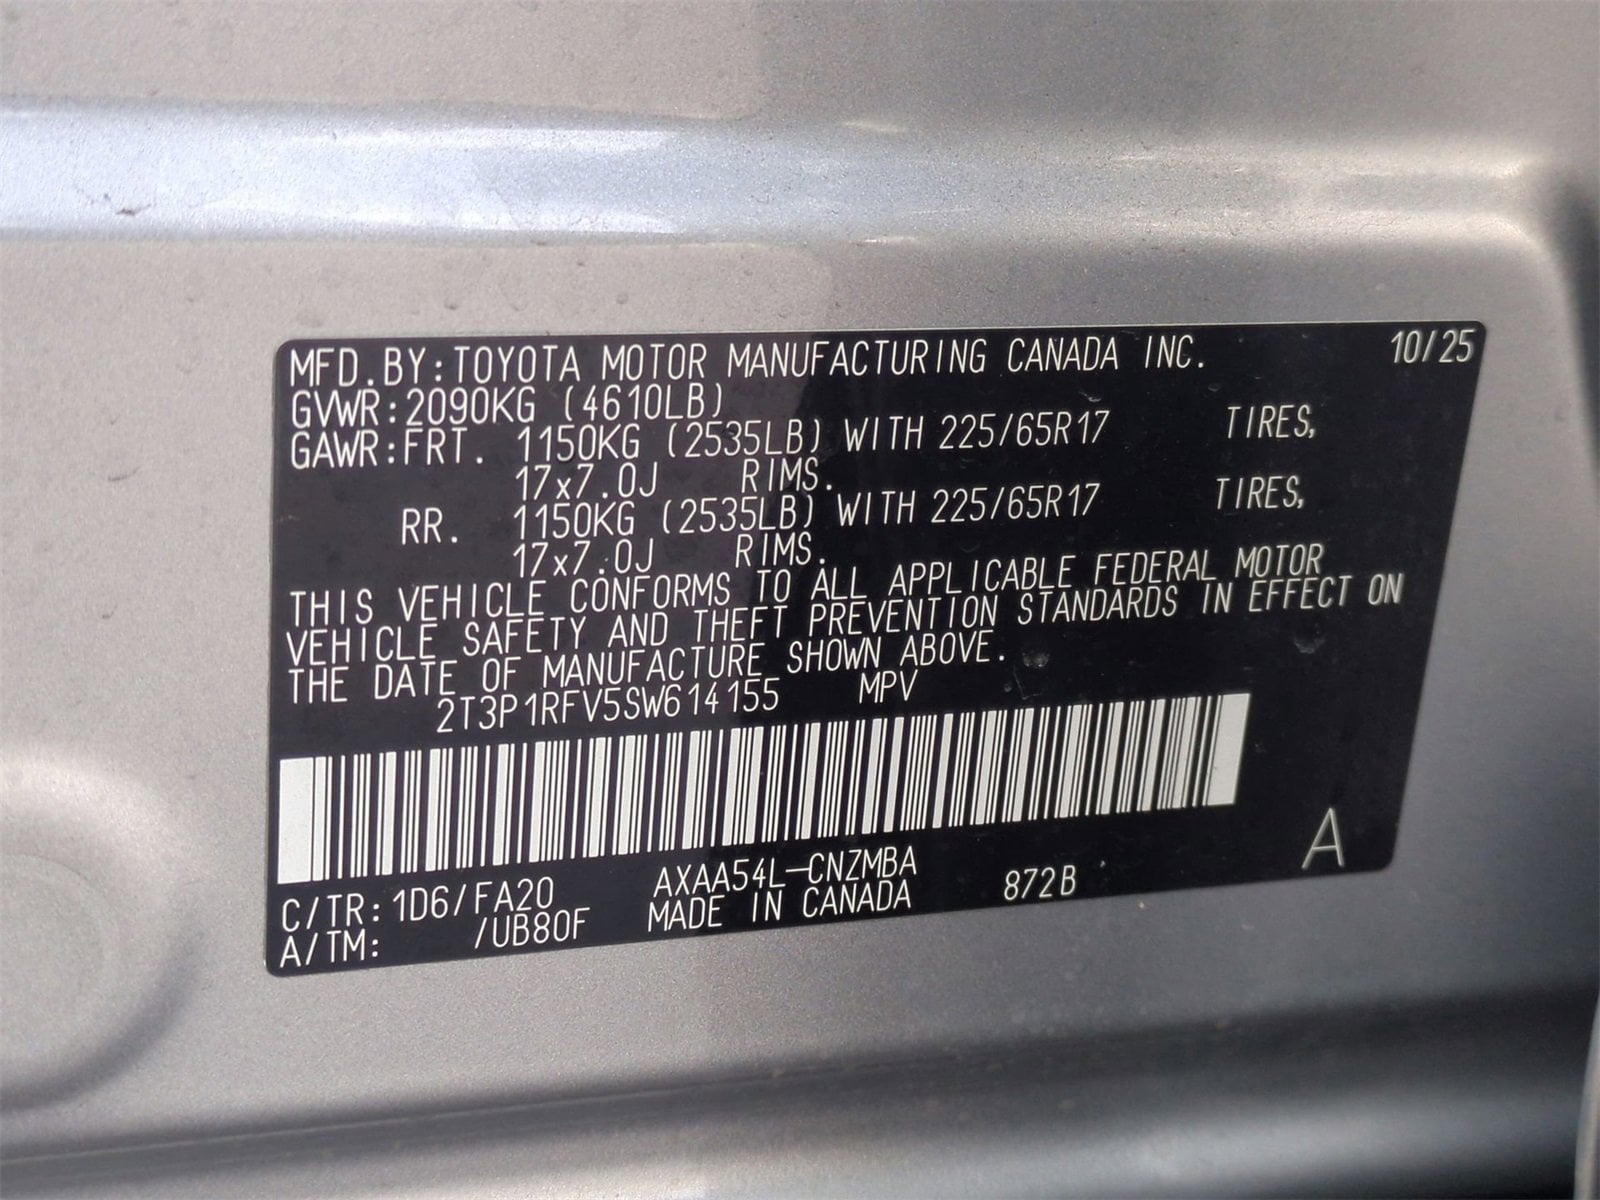 MFD.BY:TOYOTA MOTOR MANUFACTURING CANADA INC. 10/25
GVWR:2090KG (4610LB)
GAWR:FRT. 1150KG (2535LB) WITH 225/65R17 TIRES,
17x7.0J RIMS.
RR. 1150KG (2535LB) WITH 225/65R17 TIRES,
17x7.0J RIMS.
THIS VEHICLE CONFORMS TO ALL APPLICABLE FEDERAL MOTOR
VEHICLE SAFETY AND THEFT PREVENTION STANDARDS IN EFFECT ON
THE DATE OF MANUFACTURE SHOWN ABOVE.
2T3P1RFV5SW614155 MPV
C/TR:1D6/FA20 AXAA54L-CNZMBA 872B A
A/TM: /UB80F MADE IN CANADA